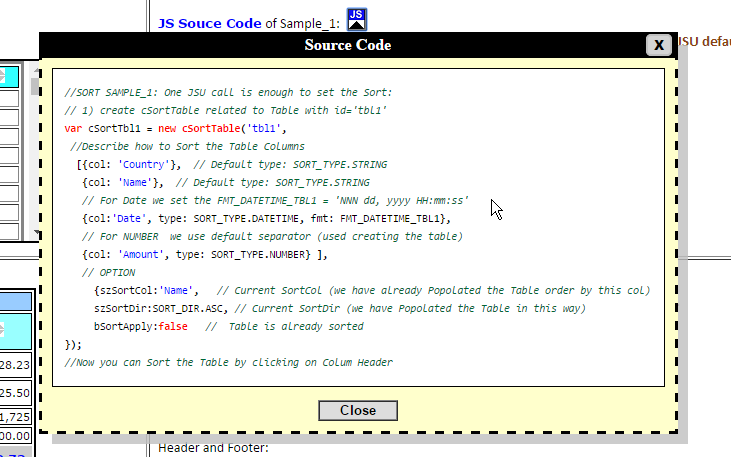 JS Souce Code of Sample_1: JS
Source Code X
JSU defau
//SORT SAMPLE_1: One JSU call is enough to set the Sort:
// 1) create cSortTable related to Table with id='tbl1'
var cSortTbl1 = new cSortTable('tbl1',
//Describe how to Sort the Table Columns
[{col: 'Country'}, // Default type: SORT_TYPE.STRING
{col: 'Name'}, // Default type: SORT_TYPE.STRING
// For Date we set the FMT_DATETIME_TBL1 = 'NNN dd, yyyy HH:mm:ss'
{col:'Date', type: SORT_TYPE.DATETIME, fmt: FMT_DATETIME_TBL1},
// For NUMBER we use default separator (used creating the table)
{col: 'Amount', type: SORT_TYPE.NUMBER} ],
// OPTION
{szSortCol:'Name', // Current SortCol (we have already Popolated the Table order by this col)
szSortDir:SORT_DIR.ASC, // Current SortDir (we have Popolated the Table in this way)
bSortApply:false // Table is already sorted
});
//Now you can Sort the Table by clicking on Colum Header
28.23
25.50
1,725
00.00
Close
Header and Footer: